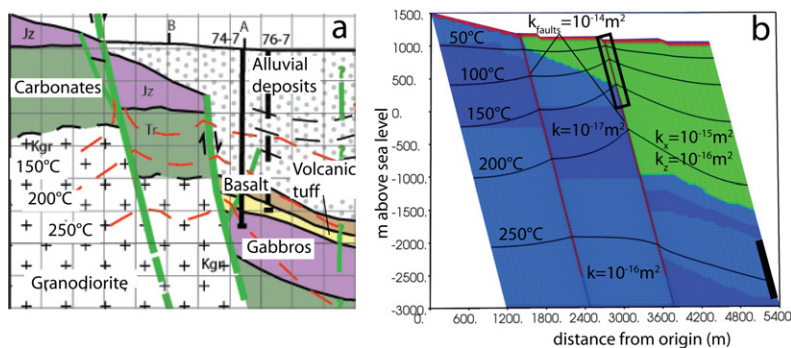 a
B
A
74-7
76-7
Jz
Alluvial
deposits
Carbonates
Jz
?
Tr
Kgr
150°C
200°C
Basalt
Volcanic
tuff
250°C
Gabbros
?
Granodiorite
Kgr
b
1500.
1000.
500.
0.
-500.
-1000.
-1500.
-2000.
-2500.
-3000.
m above sea level
k faults=10-14m2
50°C
100°C
150°C
k=10-17m2
kx=10-15m2
kz=10-16m2
200°C
250°C
k=10-16m2
0.
600.
1200.
1800.
2400.
3000.
3600.
4200.
4800.
5400
distance from origin (m)